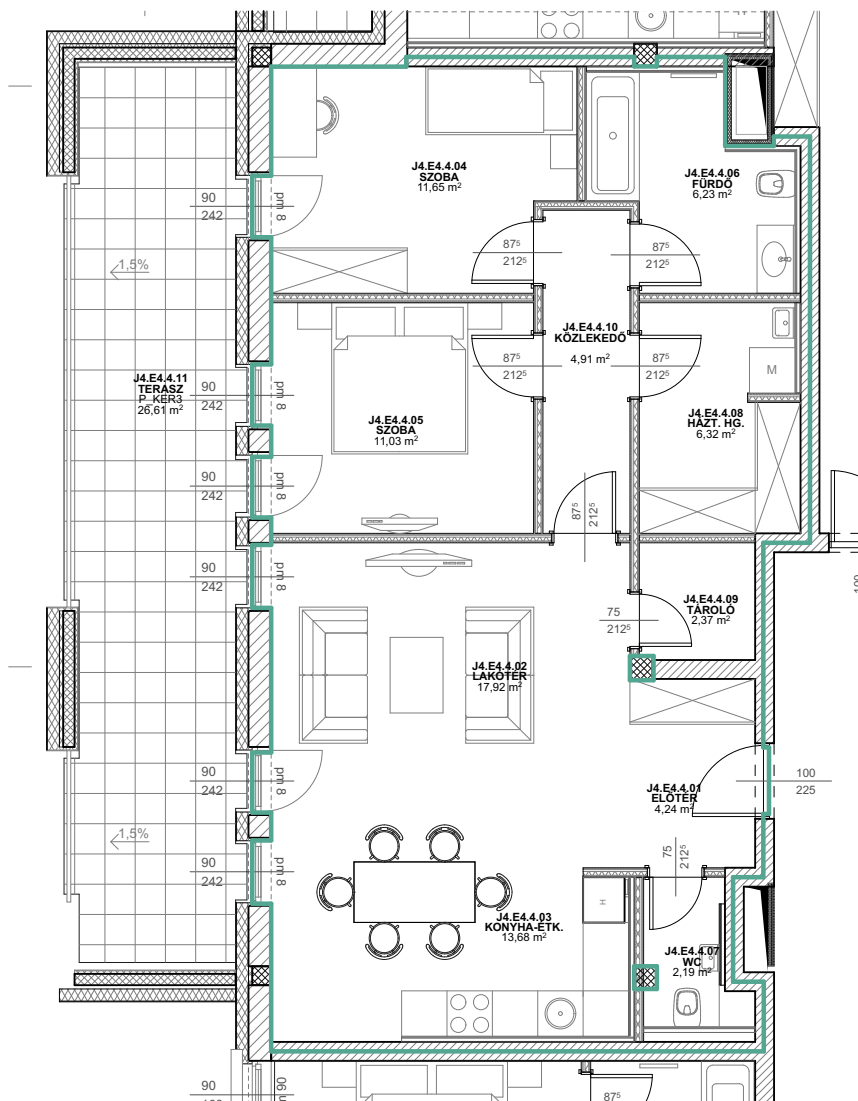 J4.E4.4.04
SZOBA
11,65 m²
J4.E4.4.06
FÜRDŐ
6,23 m²
90
242
pm 8
87⁵
212⁵
87⁵
212⁵
1,5%
J4.E4.4.10
KÖZLEKEDŐ
4,91 m²
87⁵
212⁵
87⁵
212⁵
M
J4.E4.4.11
TERASZ
P_KER3
26,61 m²
90
242
pm 8
J4.E4.4.05
SZOBA
11,03 m²
J4.E4.4.08
HÁZT. HG.
6,32 m²
90
242
pm 8
87⁵
212⁵
90
242
pm 8
100
75
212⁵
J4.E4.4.09
TÁROLÓ
2,37 m²
J4.E4.4.02
LAKÓTÉR
17,92 m²
90
242
pm 8
J4.E4.4.01
ELŐTÉR
4,24 m²
100
225
1,5%
90
242
pm 8
75
212⁵
H
J4.E4.4.03
KONYHA-ÉTK.
13,68 m²
J4.E4.4.07
WC
2,19 m²
90
87⁵